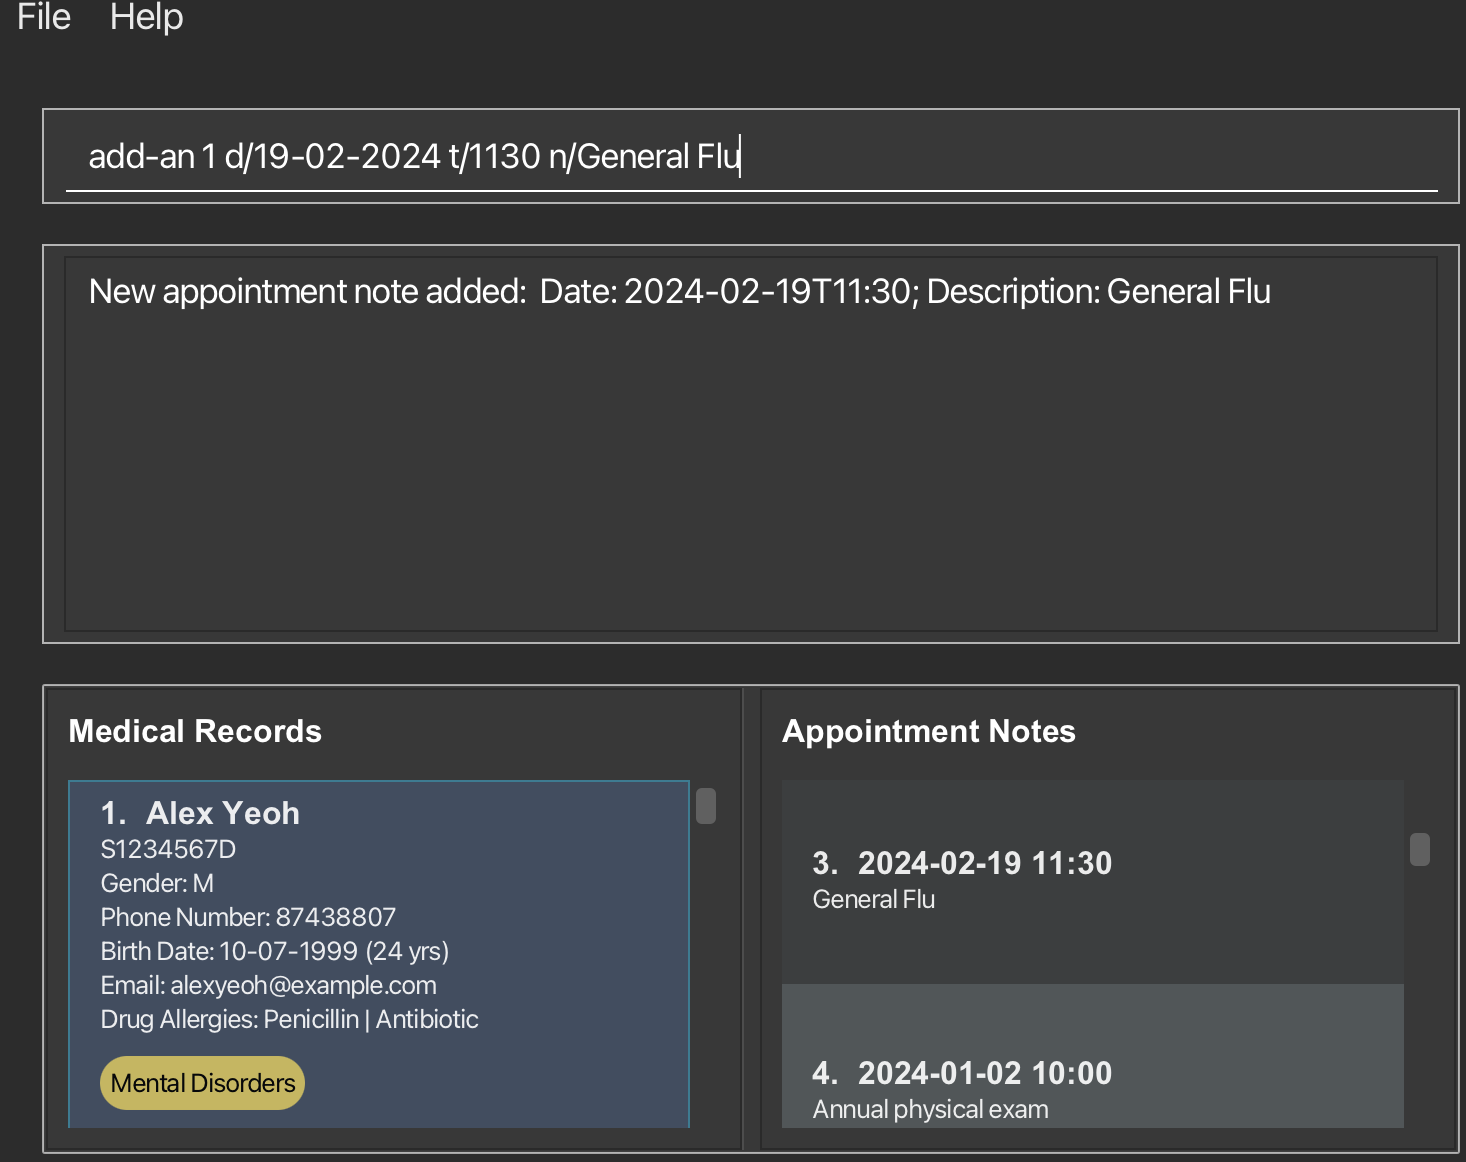 File Help
add-an 1 d/19-02-2024 t/1130 n/General Flu
New appointment note added:  Date: 2024-02-19T11:30; Description: General Flu
Medical Records
1. Alex Yeoh
S1234567D
Gender: M
Phone Number: 87438807
Birth Date: 10-07-1999 (24 yrs)
Email: alexyeoh@example.com
Drug Allergies: Penicillin | Antibiotic
Mental Disorders
Appointment Notes
3. 2024-02-19 11:30
General Flu
4. 2024-01-02 10:00
Annual physical exam